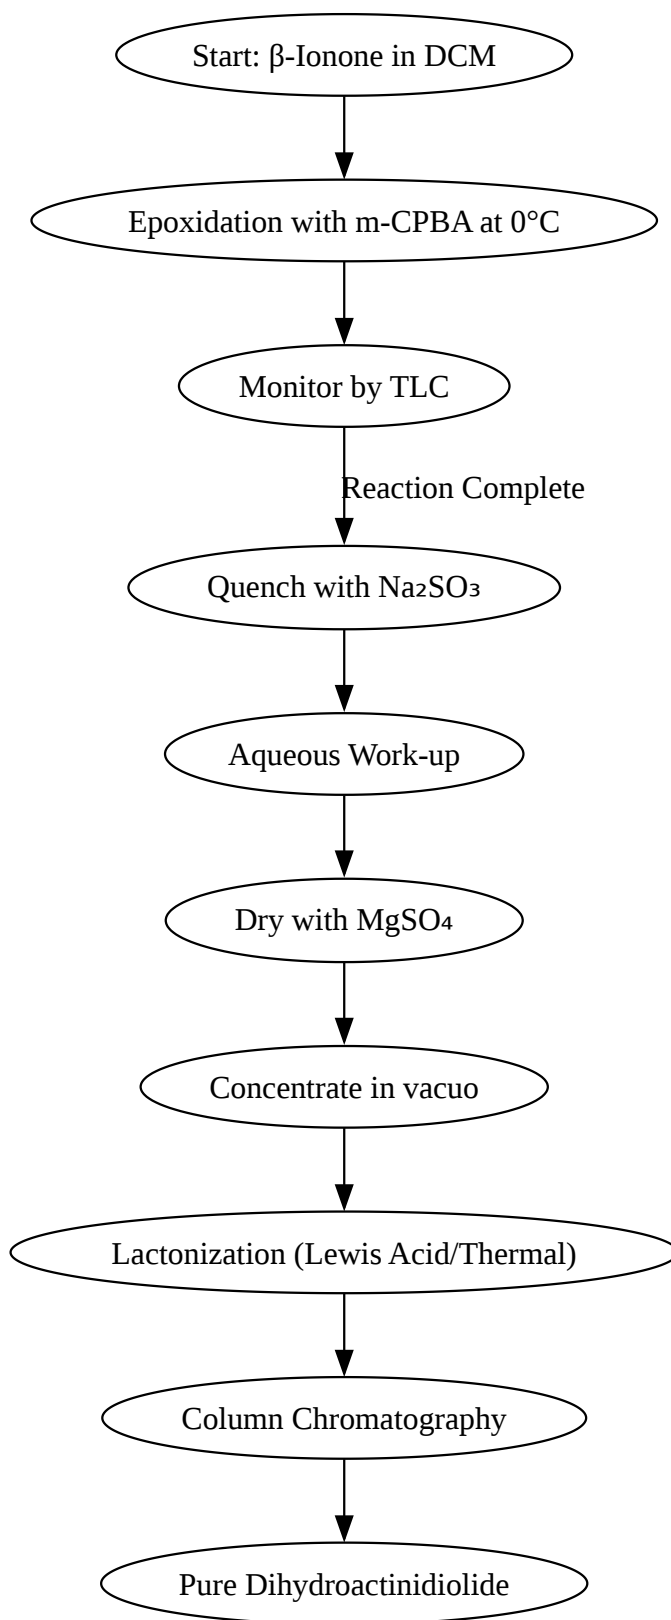 Start: β-Ionone in DCM
Epoxidation with m-CPBA at 0°C
Monitor by TLC
Reaction Complete
Quench with Na₂SO₃
Aqueous Work-up
Dry with MgSO₄
Concentrate in vacuo
Lactonization (Lewis Acid/Thermal)
Column Chromatography
Pure Dihydroactinidiolide